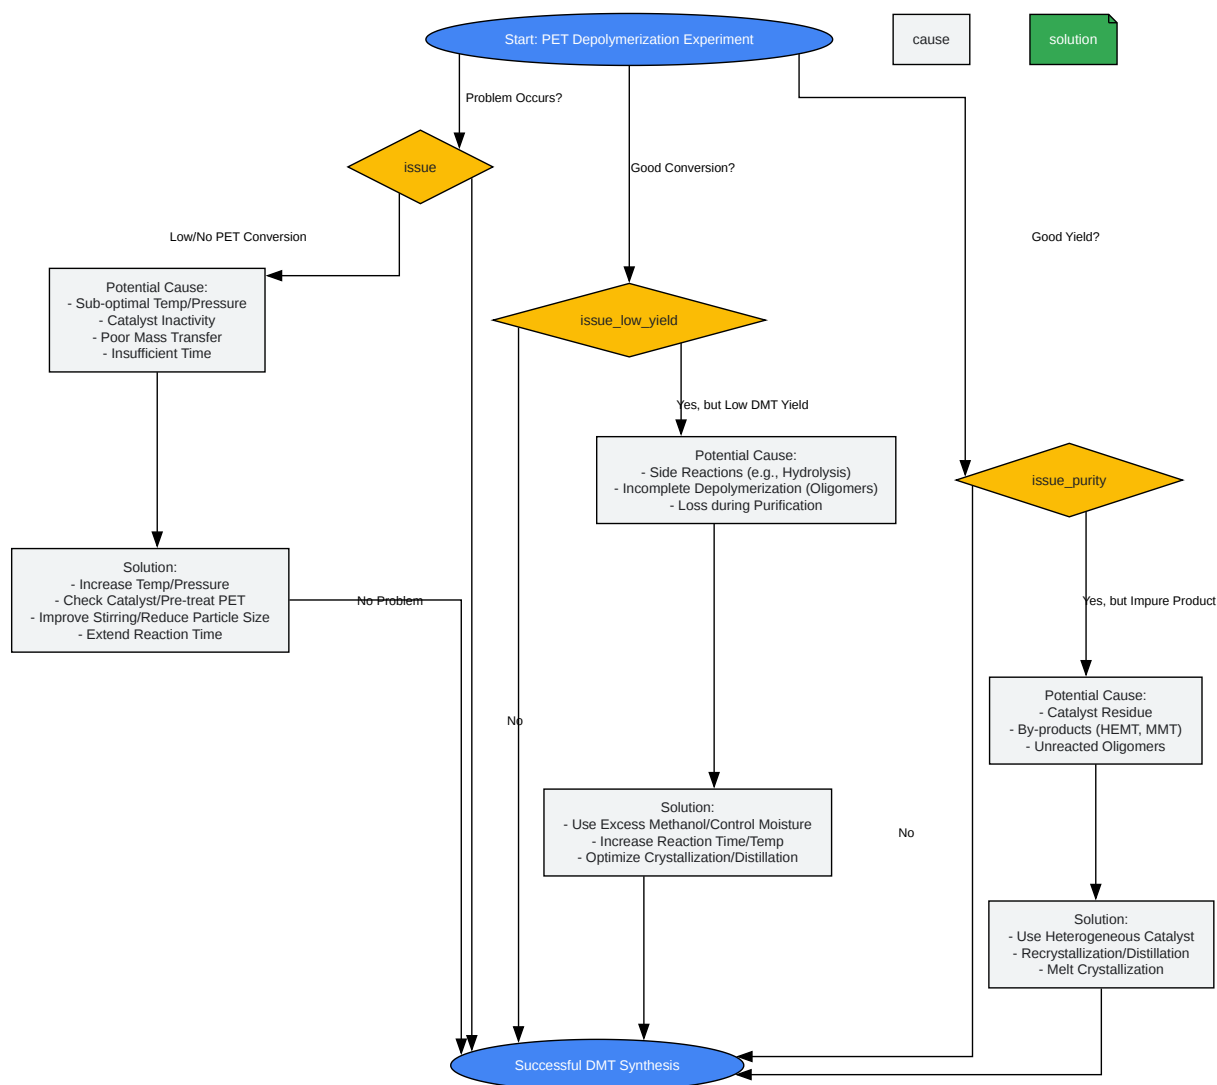 Start: PET Depolymerization Experiment
cause
solution
Problem Occurs?
issue
Good Conversion?
Low/No PET Conversion
Good Yield?
Potential Cause:
- Sub-optimal Temp/Pressure
- Catalyst Inactivity
- Poor Mass Transfer
- Insufficient Time
issue_low_yield
Yes, but Low DMT Yield
Potential Cause:
- Side Reactions (e.g., Hydrolysis)
- Incomplete Depolymerization (Oligomers)
- Loss during Purification
issue_purity
Solution:
- Increase Temp/Pressure
- Check Catalyst/Pre-treat PET
- Improve Stirring/Reduce Particle Size
- Extend Reaction Time
No Problem
Yes, but Impure Product
Potential Cause:
- Catalyst Residue
- By-products (HEMT, MMT)
- Unreacted Oligomers
No
Solution:
- Use Excess Methanol/Control Moisture
- Increase Reaction Time/Temp
- Optimize Crystallization/Distillation
No
Solution:
- Use Heterogeneous Catalyst
- Recrystallization/Distillation
- Melt Crystallization
Successful DMT Synthesis